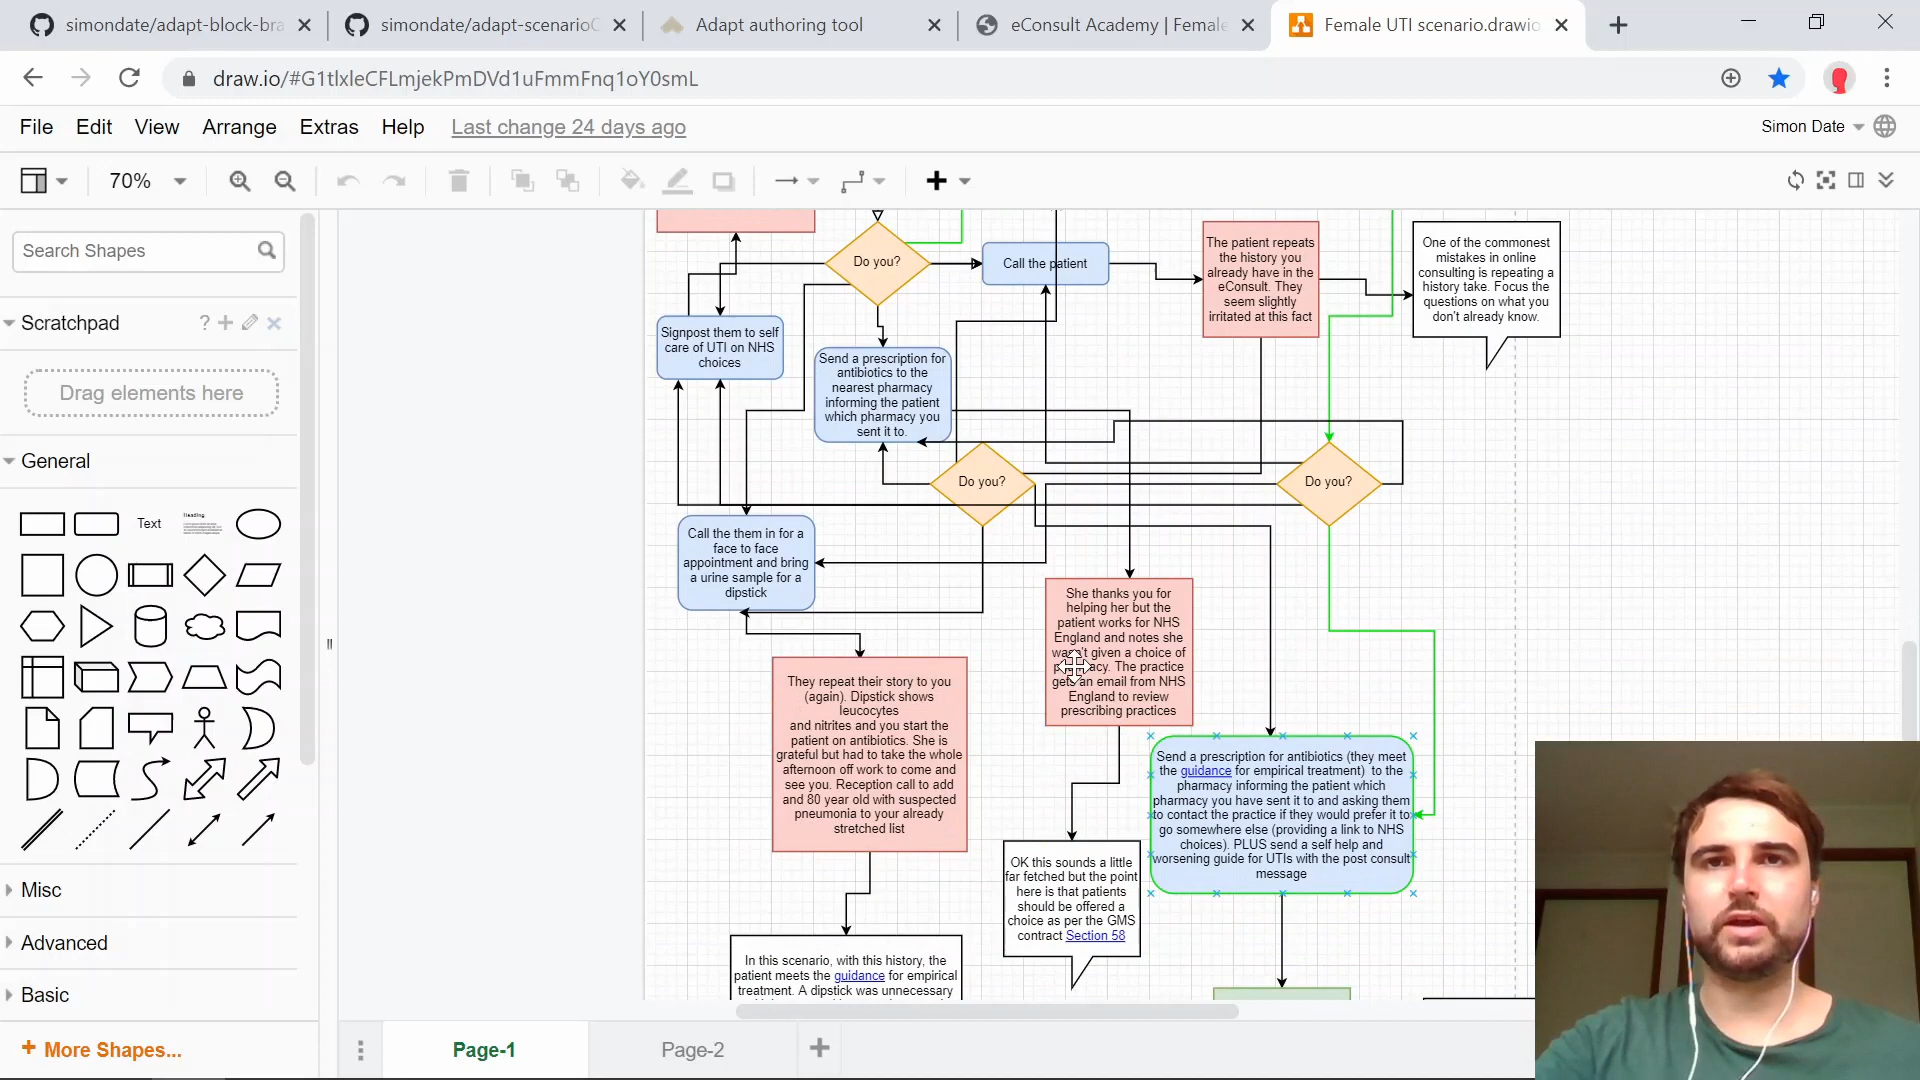 simondate/adapt-block-bra
simondate/adapt-scenarioC
Adapt authoring tool
eConsult Academy | Female
Female UTI scenario.drawio
draw.io/#G1tlxleCFLmjekPmDVd1uFmmFnq1oY0smL
File Edit View Arrange Extras Help Last change 24 days ago
Simon Date
70%
Search Shapes
Scratchpad
?
Drag elements here
General
Text
Heading
Misc
Advanced
Basic
+ More Shapes...
Do you?
Call the patient
The patient repeats
the history you
already have in the
eConsult. They
seem slightly
irritated at this fact
One of the commonest
mistakes in online
consulting is repeating a
history take. Focus the
questions on what you
don't already know.
Signpost them to self
care of UTI on NHS
choices
Send a prescription for
antibiotics to the
nearest pharmacy
informing the patient
which pharmacy you
sent it to.
Do you?
Do you?
Call the them in for a
face to face
appointment and bring
a urine sample for a
dipstick
She thanks you for
helping her but the
patient works for NHS
England and notes she
wasn't given a choice of
pharmacy. The practice
gets an email from NHS
England to review
prescribing practices
They repeat their story to you
(again). Dipstick shows
leucocytes
and nitrites and you start the
patient on antibiotics. She is
grateful but had to take the whole
afternoon off work to come and
see you. Reception call to add
and 80 year old with suspected
pneumonia to your already
stretched list
Send a prescription for antibiotics (they meet
the guidance for empirical treatment) to the
pharmacy informing the patient which
pharmacy you have sent it to and asking them
to contact the practice if they would prefer it to
go somewhere else (providing a link to NHS
choices). PLUS send a self help and
worsening guide for UTIs with the post consult
message
OK this sounds a little
far fetched but the point
here is that patients
should be offered a
choice as per the GMS
contract Section 58
In this scenario, with this history, the
patient meets the guidance for empirical
treatment. A dipstick was unnecessary
Page-1
Page-2